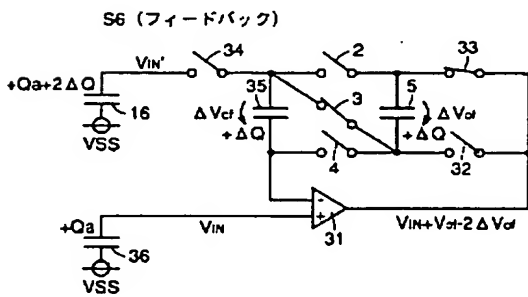 S6 (フィードバック)
VIN' 34 2 33
+Qa+2ΔQ 35 3 5
16 ΔVcf ΔVof
VSS +ΔQ +ΔQ
4 32
+Qa VIN - + 31 VIN+Vof-2ΔVof
36
VSS